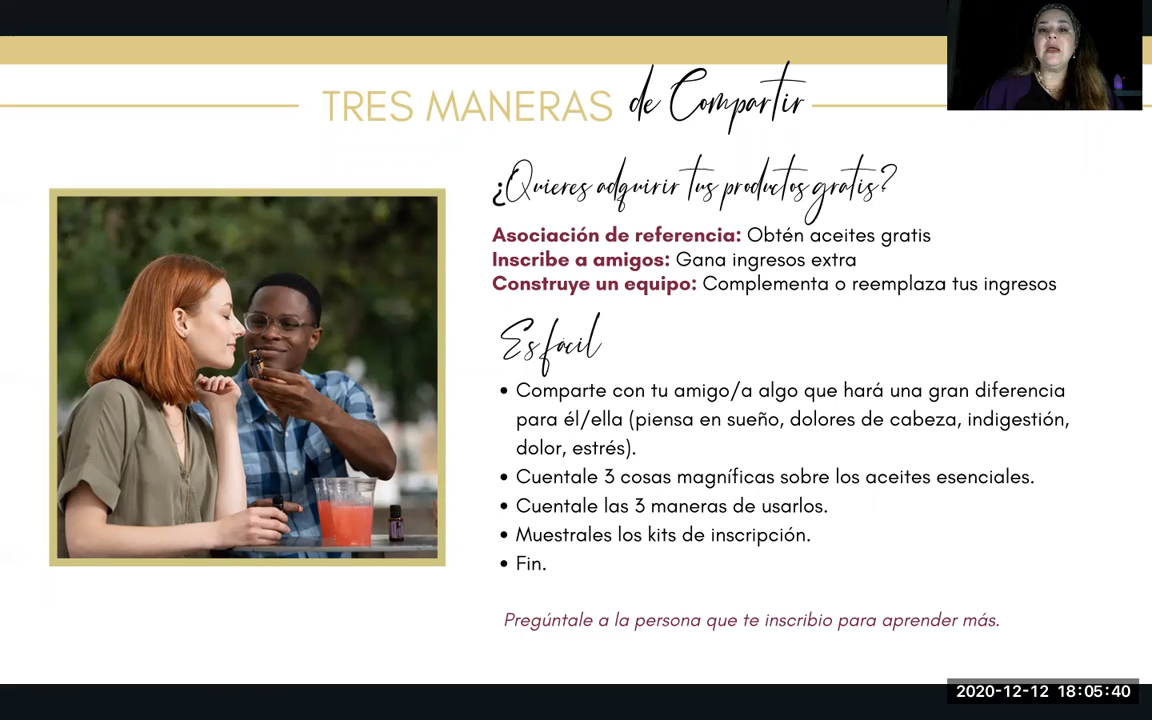 TRES MANERAS de Compartir
¿Quieres adquirir tus productos gratis?
Asociación de referencia: Obtén aceites gratis
Inscribe a amigos: Gana ingresos extra
Construye un equipo: Complementa o reemplaza tus ingresos
Es fácil
• Comparte con tu amigo/a algo que hará una gran diferencia
para él/ella (piensa en sueño, dolores de cabeza, indigestión,
dolor, estrés).
• Cuentale 3 cosas magníficas sobre los aceites esenciales.
• Cuentale las 3 maneras de usarlos.
• Muestrales los kits de inscripción.
• Fin.
Pregúntale a la persona que te inscribio para aprender más.
2020-12-12 18:05:40